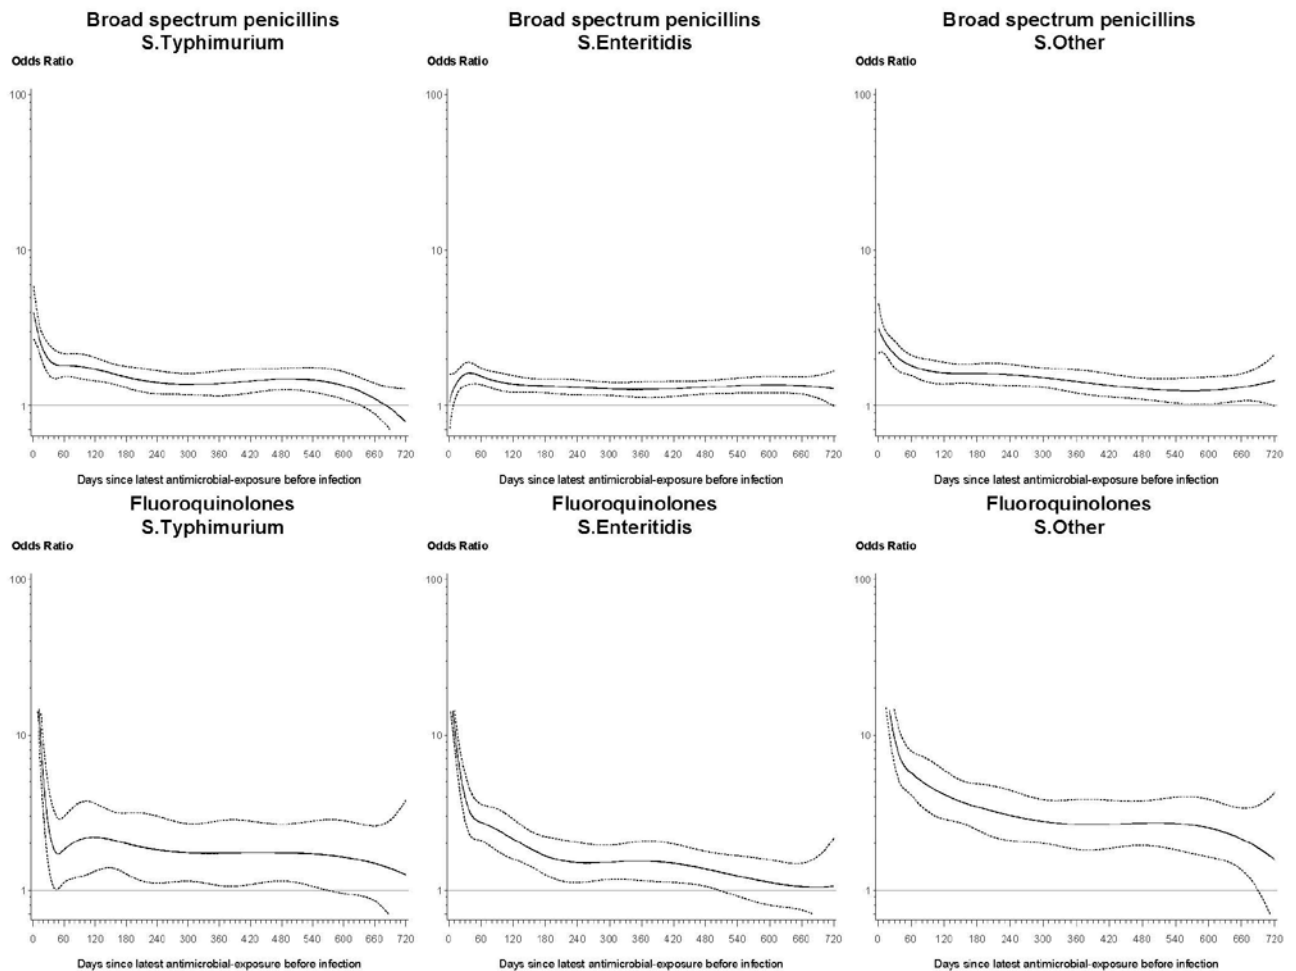 Broad spectrum penicillins
S.Typhimurium
Odds Ratio
100
10
1
0 60 120 180 240 300 360 420 480 540 600 660 720
Days since latest antimicrobial-exposure before infection
Broad spectrum penicillins
S.Enteritidis
Odds Ratio
100
10
1
0 60 120 180 240 300 360 420 480 540 600 660 720
Days since latest antimicrobial-exposure before infection
Broad spectrum penicillins
S.Other
Odds Ratio
100
10
1
0 60 120 180 240 300 360 420 480 540 600 660 720
Days since latest antimicrobial-exposure before infection
Fluoroquinolones
S.Typhimurium
Odds Ratio
100
10
1
0 60 120 180 240 300 360 420 480 540 600 660 720
Days since latest antimicrobial-exposure before infection
Fluoroquinolones
S.Enteritidis
Odds Ratio
100
10
1
0 60 120 180 240 300 360 420 480 540 600 660 720
Days since latest antimicrobial-exposure before infection
Fluoroquinolones
S.Other
Odds Ratio
100
10
1
0 60 120 180 240 300 360 420 480 540 600 660 720
Days since latest antimicrobial-exposure before infection